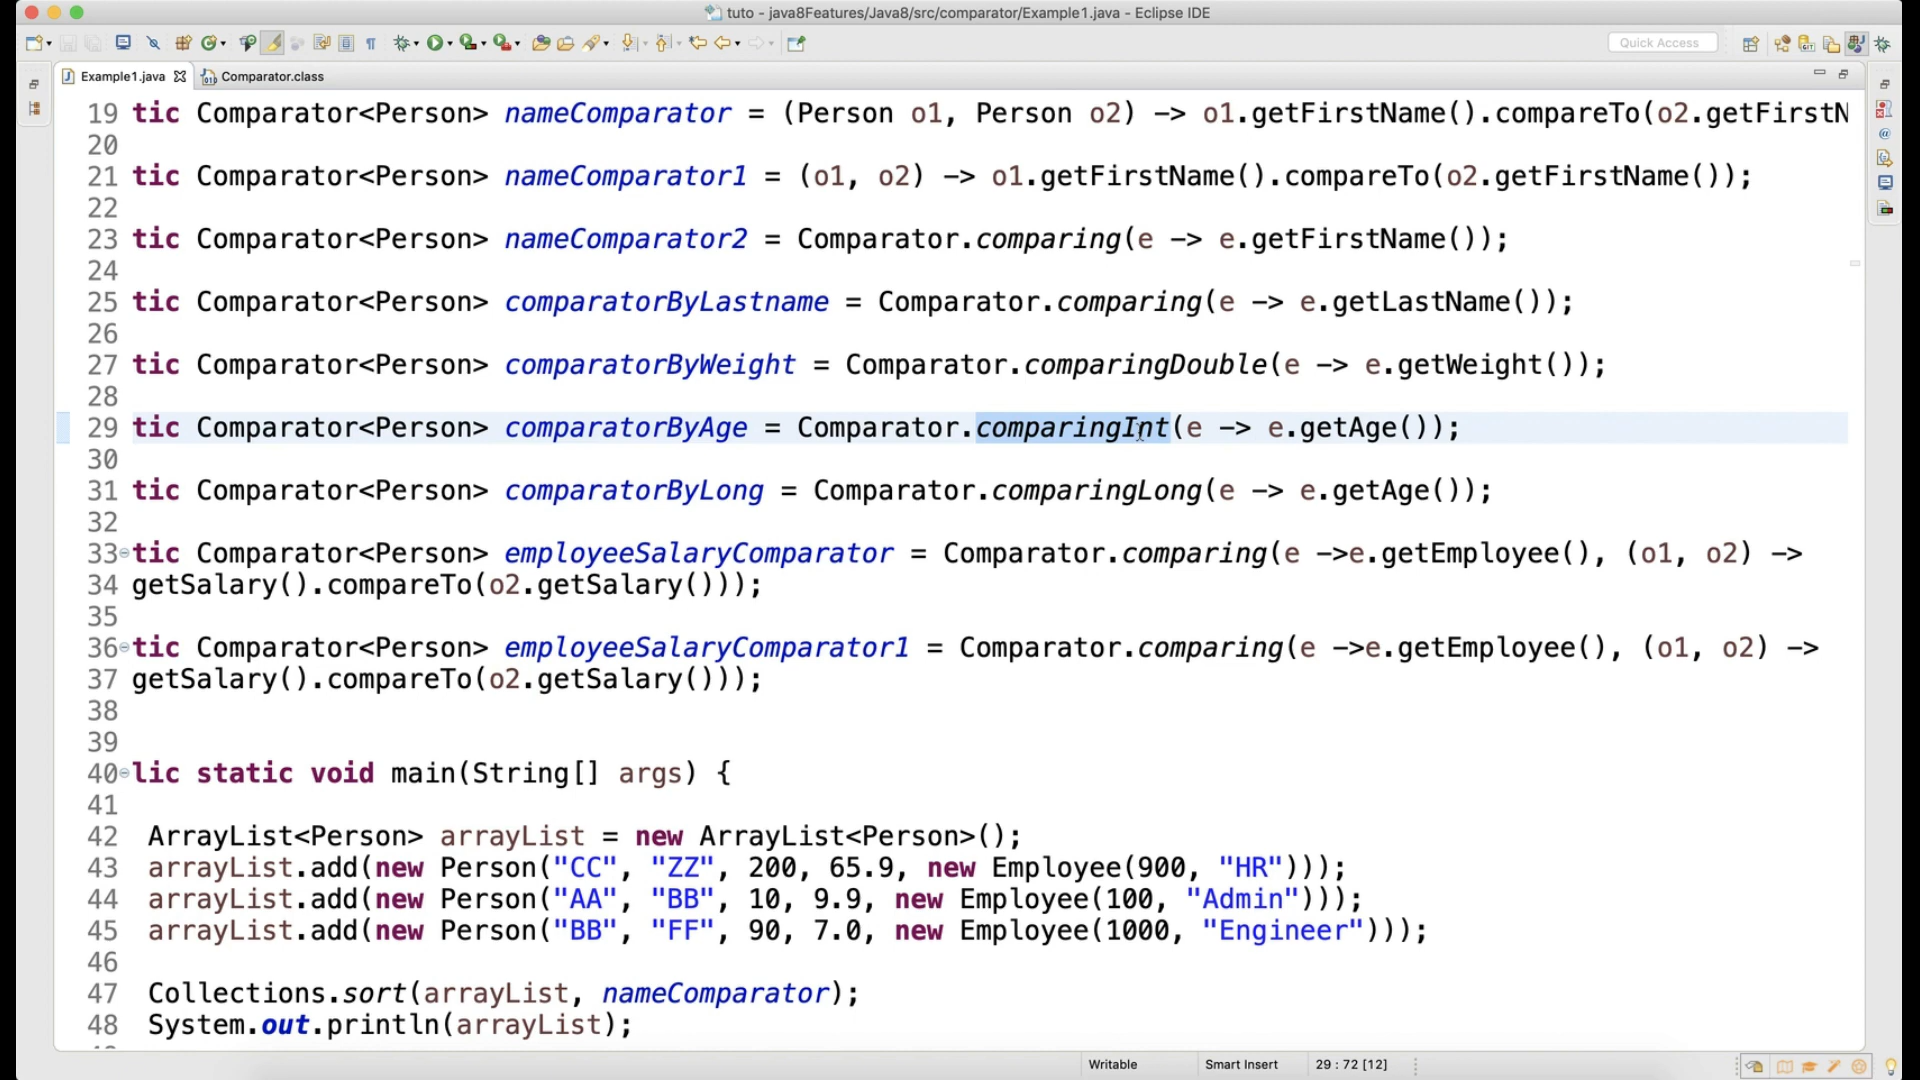 tuto - java8Features/Java8/src/comparator/Example1.java - Eclipse IDE
Quick Access
Example1.java
Comparator.class
19 tic Comparator<Person> nameComparator = (Person o1, Person o2) -> o1.getFirstName().compareTo(o2.getFirstN
20
21 tic Comparator<Person> nameComparator1 = (o1, o2) -> o1.getFirstName().compareTo(o2.getFirstName());
22
23 tic Comparator<Person> nameComparator2 = Comparator.comparing(e -> e.getFirstName());
24
25 tic Comparator<Person> comparatorByLastname = Comparator.comparing(e -> e.getLastName());
26
27 tic Comparator<Person> comparatorByWeight = Comparator.comparingDouble(e -> e.getWeight());
28
29 tic Comparator<Person> comparatorByAge = Comparator.comparingInt(e -> e.getAge());
30
31 tic Comparator<Person> comparatorByLong = Comparator.comparingLong(e -> e.getAge());
32
33 tic Comparator<Person> employeeSalaryComparator = Comparator.comparing(e ->e.getEmployee(), (o1, o2) ->
34 getSalary().compareTo(o2.getSalary()));
35
36 tic Comparator<Person> employeeSalaryComparator1 = Comparator.comparing(e ->e.getEmployee(), (o1, o2) ->
37 getSalary().compareTo(o2.getSalary()));
38
39
40 lic static void main(String[] args) {
41
42 ArrayList<Person> arrayList = new ArrayList<Person>();
43 arrayList.add(new Person("CC", "ZZ", 200, 65.9, new Employee(900, "HR")));
44 arrayList.add(new Person("AA", "BB", 10, 9.9, new Employee(100, "Admin")));
45 arrayList.add(new Person("BB", "FF", 90, 7.0, new Employee(1000, "Engineer")));
46
47 Collections.sort(arrayList, nameComparator);
48 System.out.println(arrayList);
Writable
Smart Insert
29 : 72 [12]